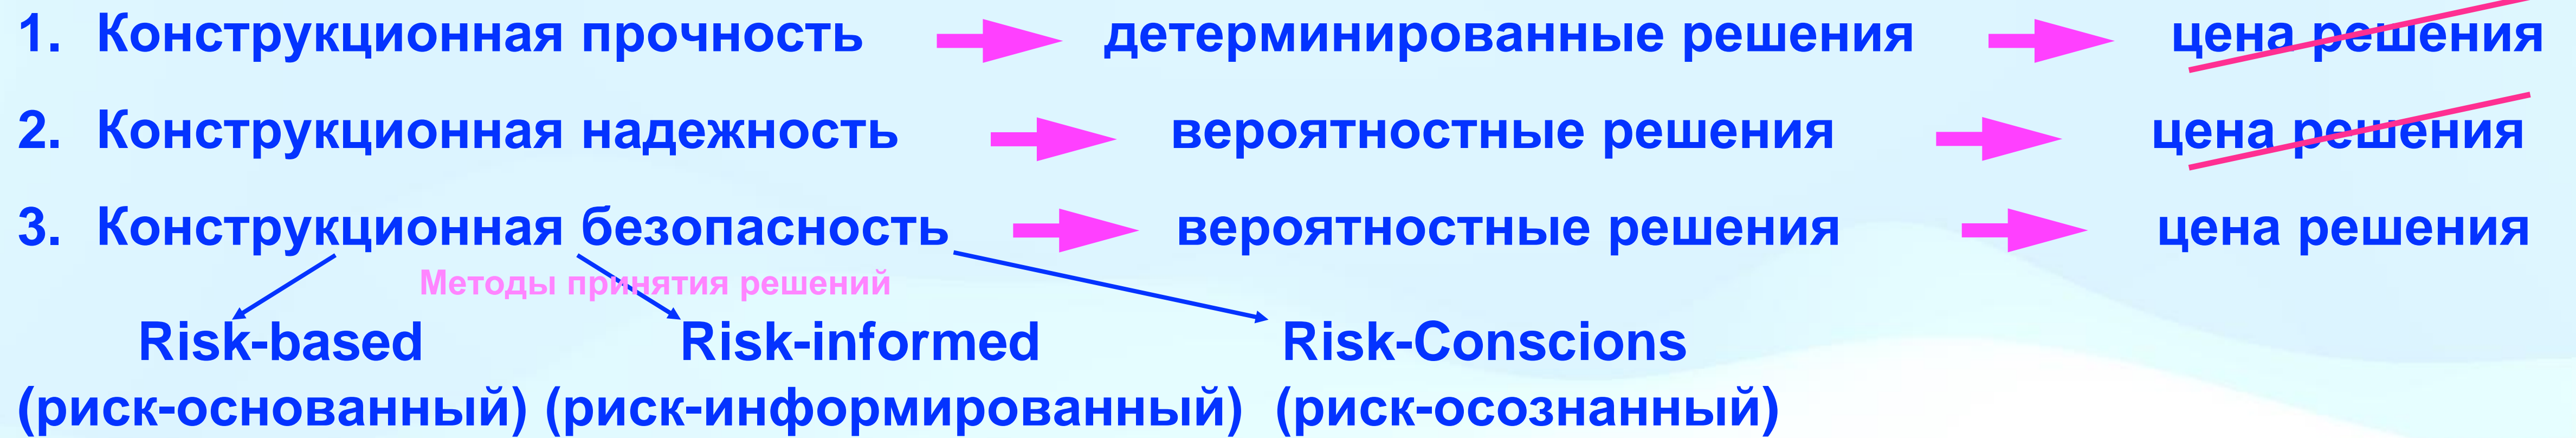 1. Конструкционная прочность детерминированные решения цена решения
2. Конструкционная надежность вероятностные решения цена решения
3. Конструкционная безопасность вероятностные решения цена решения
Методы принятия решений
Risk-based Risk-informed Risk-Conscions
(риск-основанный) (риск-информированный) (риск-осознанный)